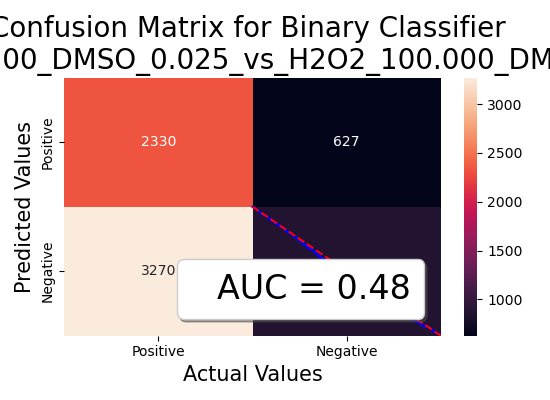 Confusion Matrix for Binary Classifier
00_DMSO_0.025_vs_H2O2_100.000_DM
Predicted Values
Positive
Negative
2330
627
3270
AUC = 0.48
Positive
Negative
Actual Values
3000
2500
2000
1500
1000